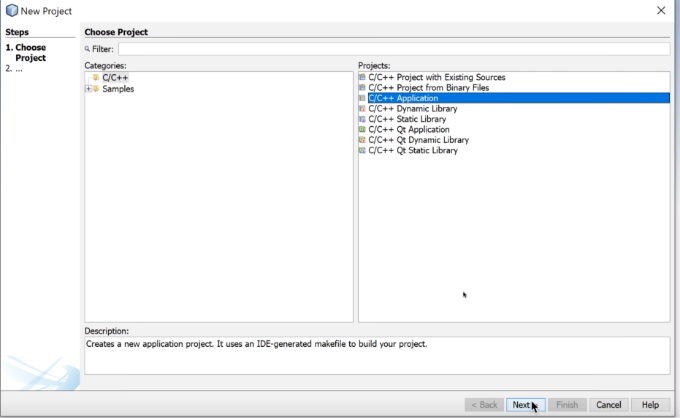 New Project
Steps
1. Choose
Project
2. ...
Choose Project
Filter:
Categories:
C/C++
Samples
Projects:
C/C++ Project with Existing Sources
C/C++ Project from Binary Files
C/C++ Application
C/C++ Dynamic Library
C/C++ Static Library
C/C++ Qt Application
C/C++ Qt Dynamic Library
C/C++ Qt Static Library
Description:
Creates a new application project. It uses an IDE-generated makefile to build your project.
< Back Next > Finish Cancel Help